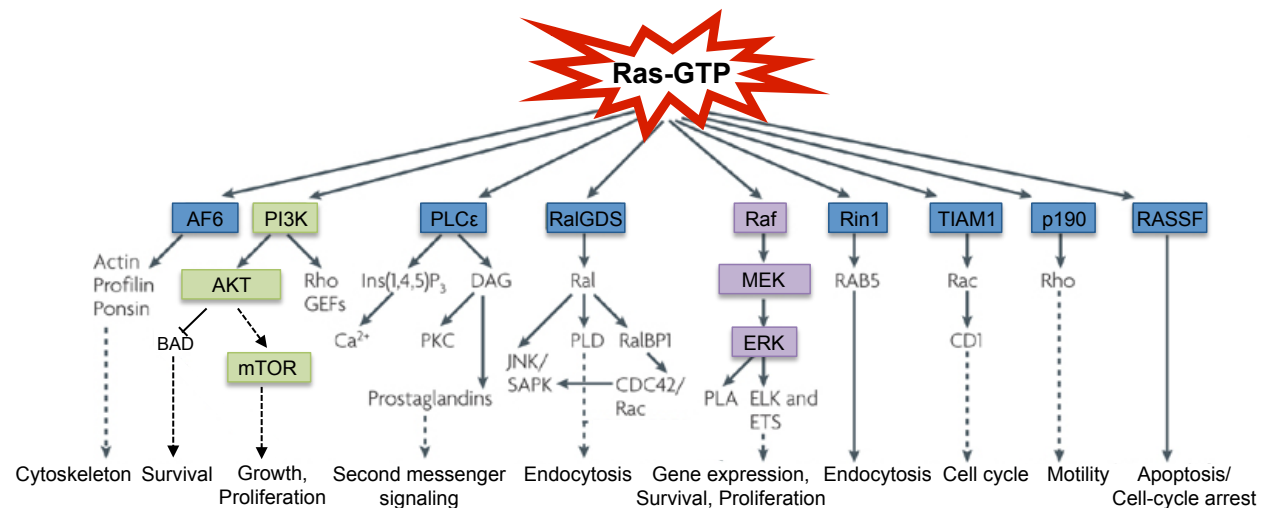 Ras-GTP
AF6
PI3K
PLCε
RalGDS
Raf
Rin1
TIAM1
p190
RASSF
Actin
Profilin
Ponsin
AKT
Rho
GEFs
Ins(1,4,5)P₃
DAG
Ral
MEK
RAB5
Rac
Rho
BAD
mTOR
Ca²⁺
PKC
JNK/
SAPK
PLD
RalBP1
ERK
CD1
Prostaglandins
CDC42/
Rac
PLA
ELK and
ETS
Cytoskeleton
Survival
Growth,
Proliferation
Second messenger
signaling
Endocytosis
Gene expression,
Survival, Proliferation
Endocytosis
Cell cycle
Motility
Apoptosis/
Cell-cycle arrest